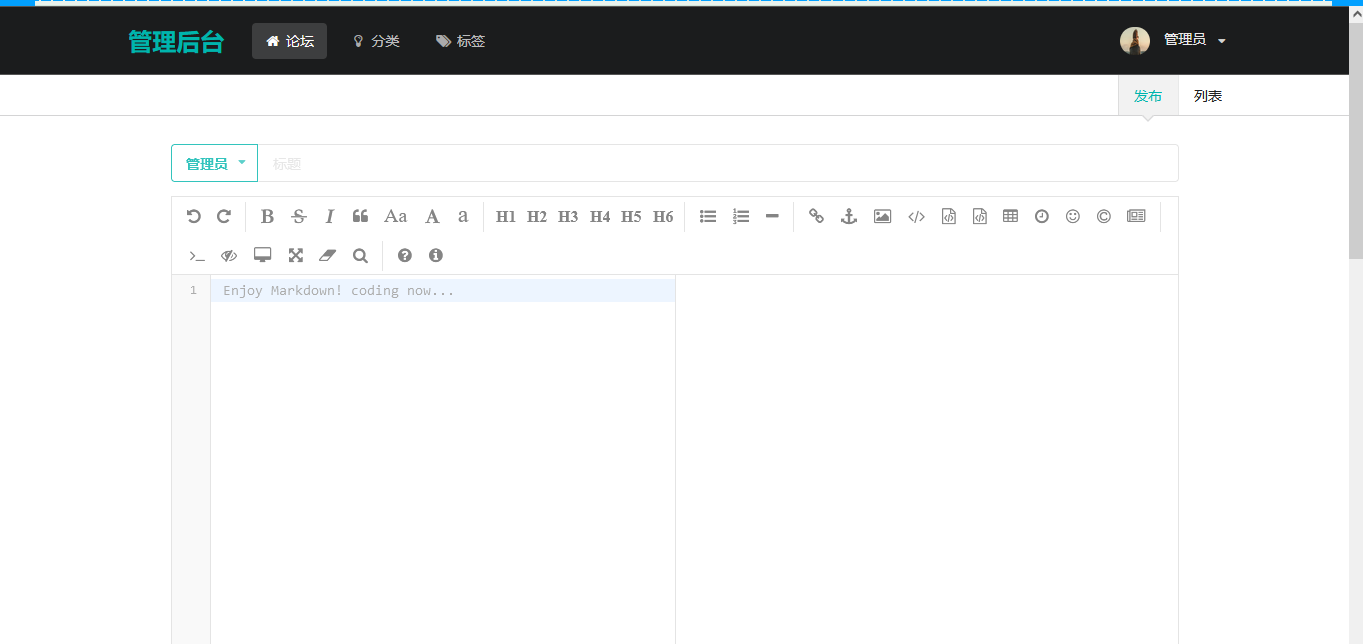 管理后台 论坛 分类 标签 管理员
发布 列表
管理员 标题
B S I Aa A a H1 H2 H3 H4 H5 H6
1 Enjoy Markdown! coding now...